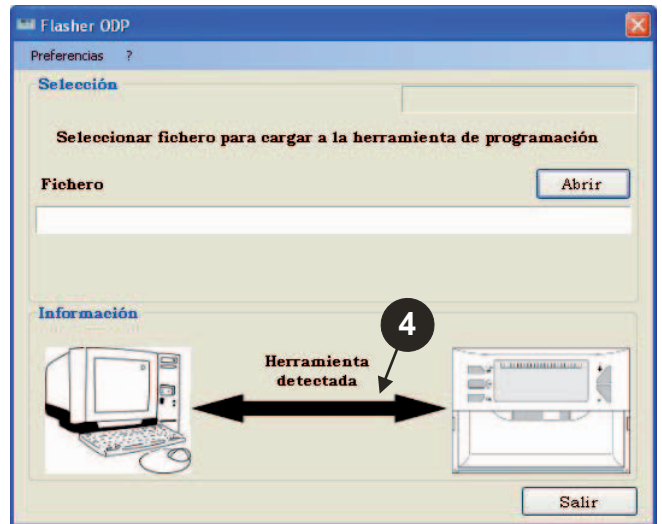 Flasher ODP
Preferencias ?
Selección
Seleccionar fichero para cargar a la herramienta de programación
Fichero
Abrir
Información
4
Herramienta
detectada
Salir